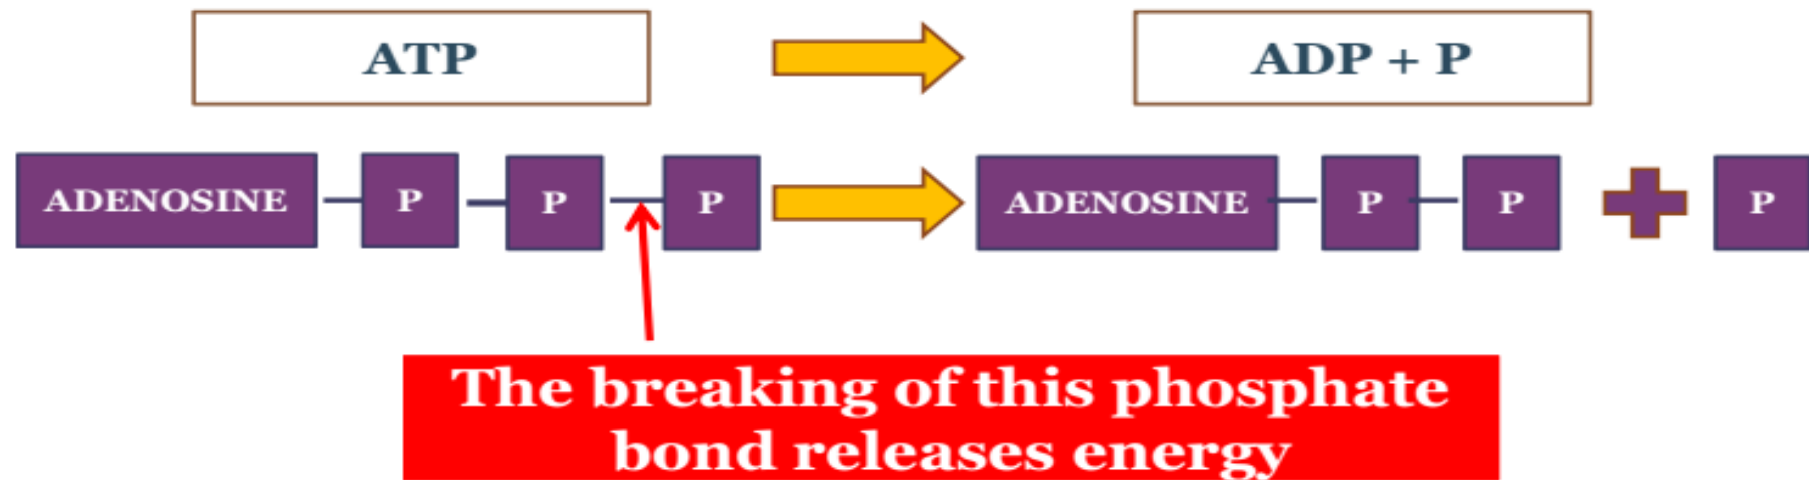 ATP
ADP + P
ADENOSINE P P P
ADENOSINE P P P
The breaking of this phosphate
bond releases energy